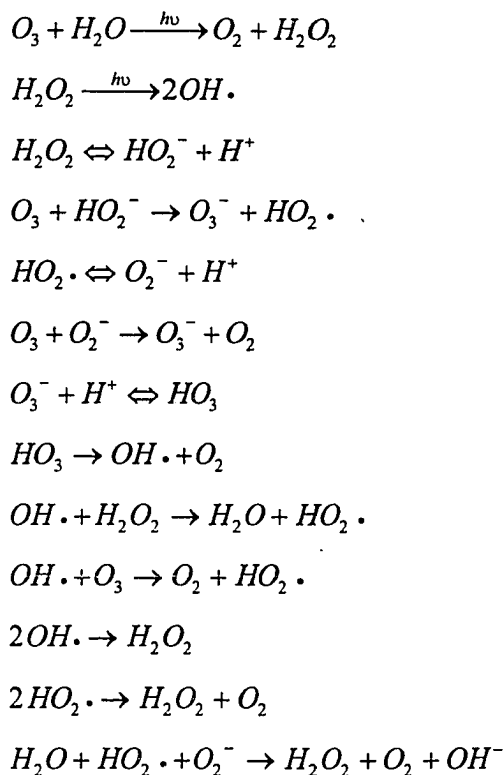 O₃ + H₂O —hυ→ O₂ + H₂O₂
H₂O₂ —hυ→ 2OH•
H₂O₂ ⇔ HO₂⁻ + H⁺
O₃ + HO₂⁻ → O₃⁻ + HO₂•
HO₂• ⇔ O₂⁻ + H⁺
O₃ + O₂⁻ → O₃⁻ + O₂
O₃⁻ + H⁺ ⇔ HO₃
HO₃ → OH• + O₂
OH• + H₂O₂ → H₂O + HO₂•
OH• + O₃ → O₂ + HO₂•
2OH• → H₂O₂
2HO₂• → H₂O₂ + O₂
H₂O + HO₂• + O₂⁻ → H₂O₂ + O₂ + OH⁻